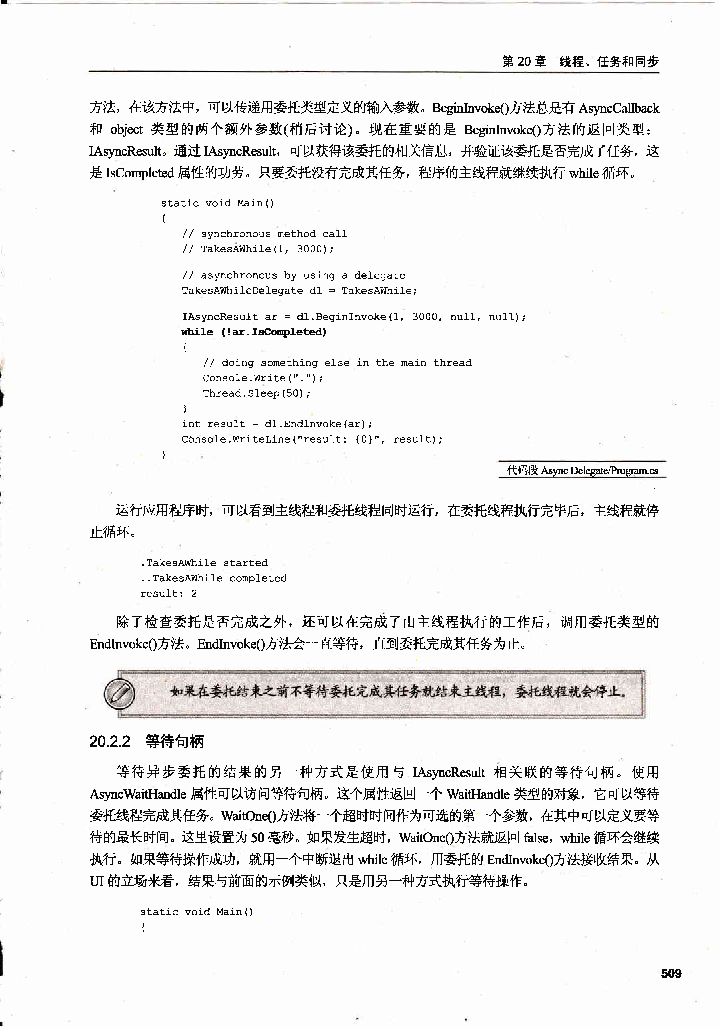 第 20 章 线程、任务和同步
方法，在该方法中，可以传递用委托类型定义的输入参数。BeginInvoke()方法总是有 AsyncCallback
和 object 类型的两个额外参数(稍后讨论)。现在重要的是 BeginInvoke()方法的返回类型：
IAsyncResult。通过 IAsyncResult，可以获得该委托的相关信息，并验证该委托是否完成了任务，这
是 IsCompleted 属性的功劳。只要委托没有完成其任务，程序的主线程就继续执行 while 循环。
static void Main()
{
// synchronous method call
// TakesAWhile(1, 3000);
// asynchronous by using a delegate
TakesAWhileDelegate d1 = TakesAWhile;
IAsyncResult ar = d1.BeginInvoke(1, 3000, null, null);
while (!ar.IsCompleted)
{
// doing something else in the main thread
Console.Write(".");
Thread.Sleep(50);
}
int result = d1.EndInvoke(ar);
Console.WriteLine("result: {0}", result);
}
代码段 Async Delegate/Program.cs
运行应用程序时，可以看到主线程和委托线程同时运行，在委托线程执行完毕后，主线程就停
止循环。
.TakesAWhile started
..TakesAWhile completed
result: 2
除了检查委托是否完成之外，还可以在完成了由主线程执行的工作后，调用委托类型的
EndInvoke()方法。EndInvoke()方法会一直等待，直到委托完成其任务为止。
如果在委托结束之前不等待委托完成其任务就结束主线程，委托线程就会停止。
20.2.2 等待句柄
等待异步委托的结果的另一种方式是使用与 IAsyncResult 相关联的等待句柄。使用
AsyncWaitHandle 属性可以访问等待句柄。这个属性返回一个 WaitHandle 类型的对象，它可以等待
委托线程完成其任务。WaitOne()方法将一个超时时间作为可选的第一个参数，在其中可以定义要等
待的最长时间。这里设置为 50 毫秒。如果发生超时，WaitOne()方法就返回 false，while 循环会继续
执行。如果等待操作成功，就用一个中断退出 while 循环，用委托的 EndInvoke()方法接收结果。从
UI 的立场来看，结果与前面的示例类似，只是用另一种方式执行等待操作。
static void Main()
{
509